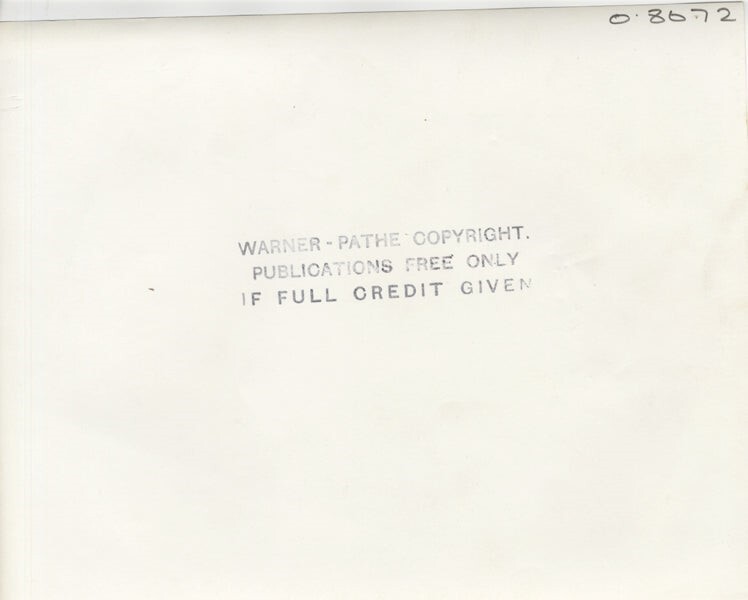 0.8672
WARNER - PATHE COPYRIGHT.
PUBLICATIONS FREE ONLY
IF FULL CREDIT GIVEN